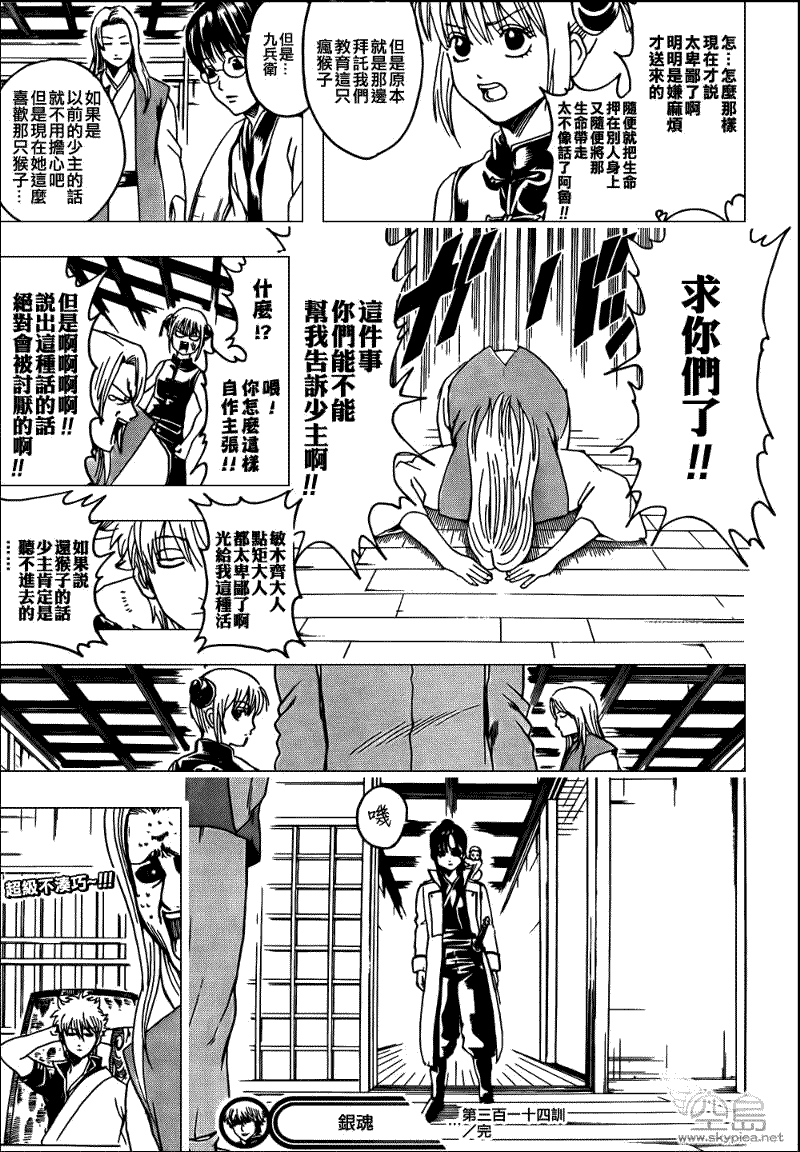 怎…怎麼那樣
現在才說
太卑鄙了啊
明明是嫌麻煩
才送來的
隨便就把生命
押在別人身上
又隨便將那
生命帶走
太不像話了阿魯!!
但是原本
就是那邊
拜託我們
教育這只
瘋猴子
但是…
九兵衛
如果是
以前的少主的話
就不用擔心吧
但是現在她這麼
喜歡那只猴子…
求你們了!!
ガバッ
這件事
你們能不能
幫我告訴少主啊!!
什麼!?
喂!
你怎麼這樣
自作主張!!
但是啊啊啊啊!!
說出這種話的話
絕對會被討厭的啊!!
敏木齊大人
點矩大人
都太卑鄙了啊
光給我這種活
如果說
還猴子的話
少主肯定是
聽不進去的
……
嘰
超級不湊巧~!!!
銀魂
第三百一十四訓
／完
空島
www.skypiea.net